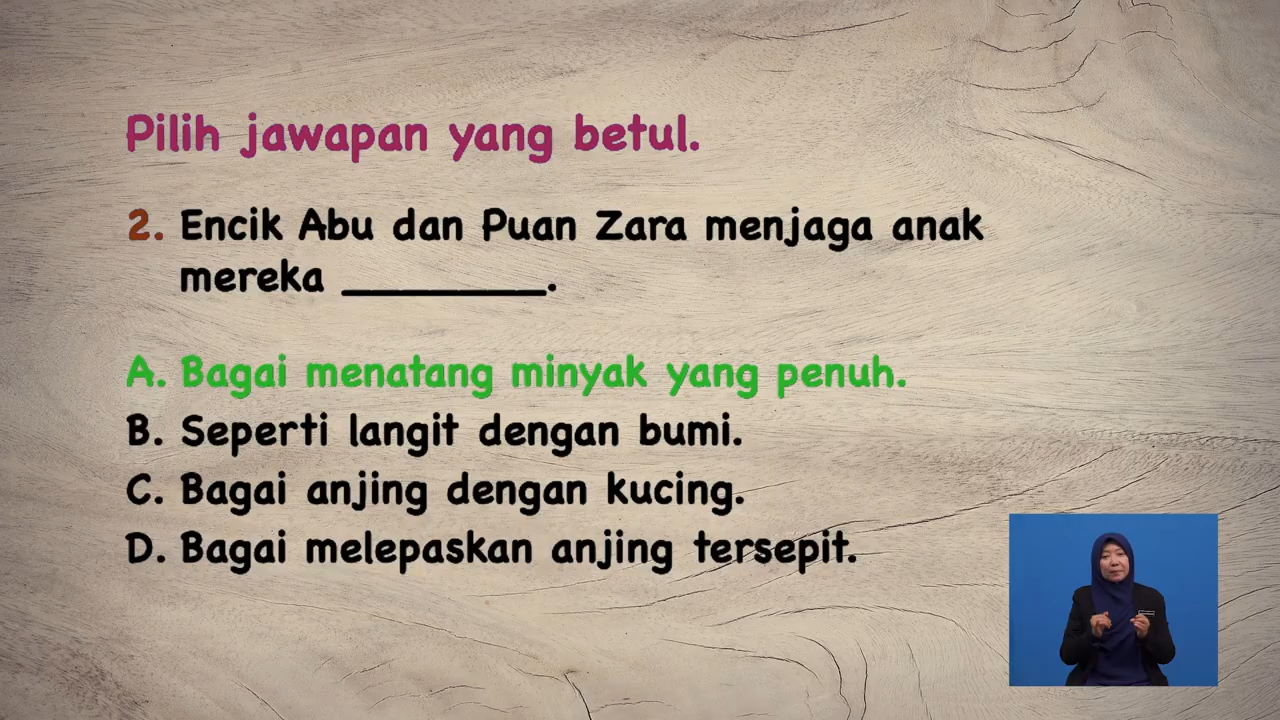 Pilih jawapan yang betul.
2. Encik Abu dan Puan Zara menjaga anak
mereka ________.
A. Bagai menatang minyak yang penuh.
B. Seperti langit dengan bumi.
C. Bagai anjing dengan kucing.
D. Bagai melepaskan anjing tersepit.